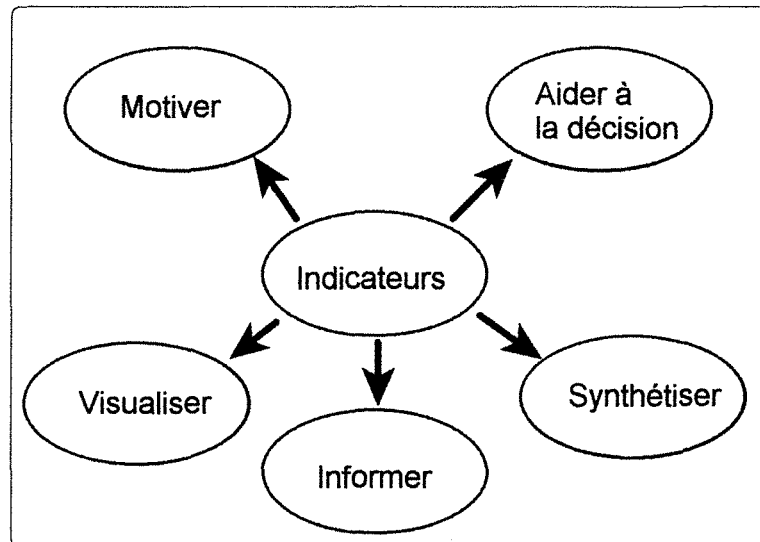 Motiver
Aider à
la décision
Indicateurs
Visualiser
Synthétiser
Informer